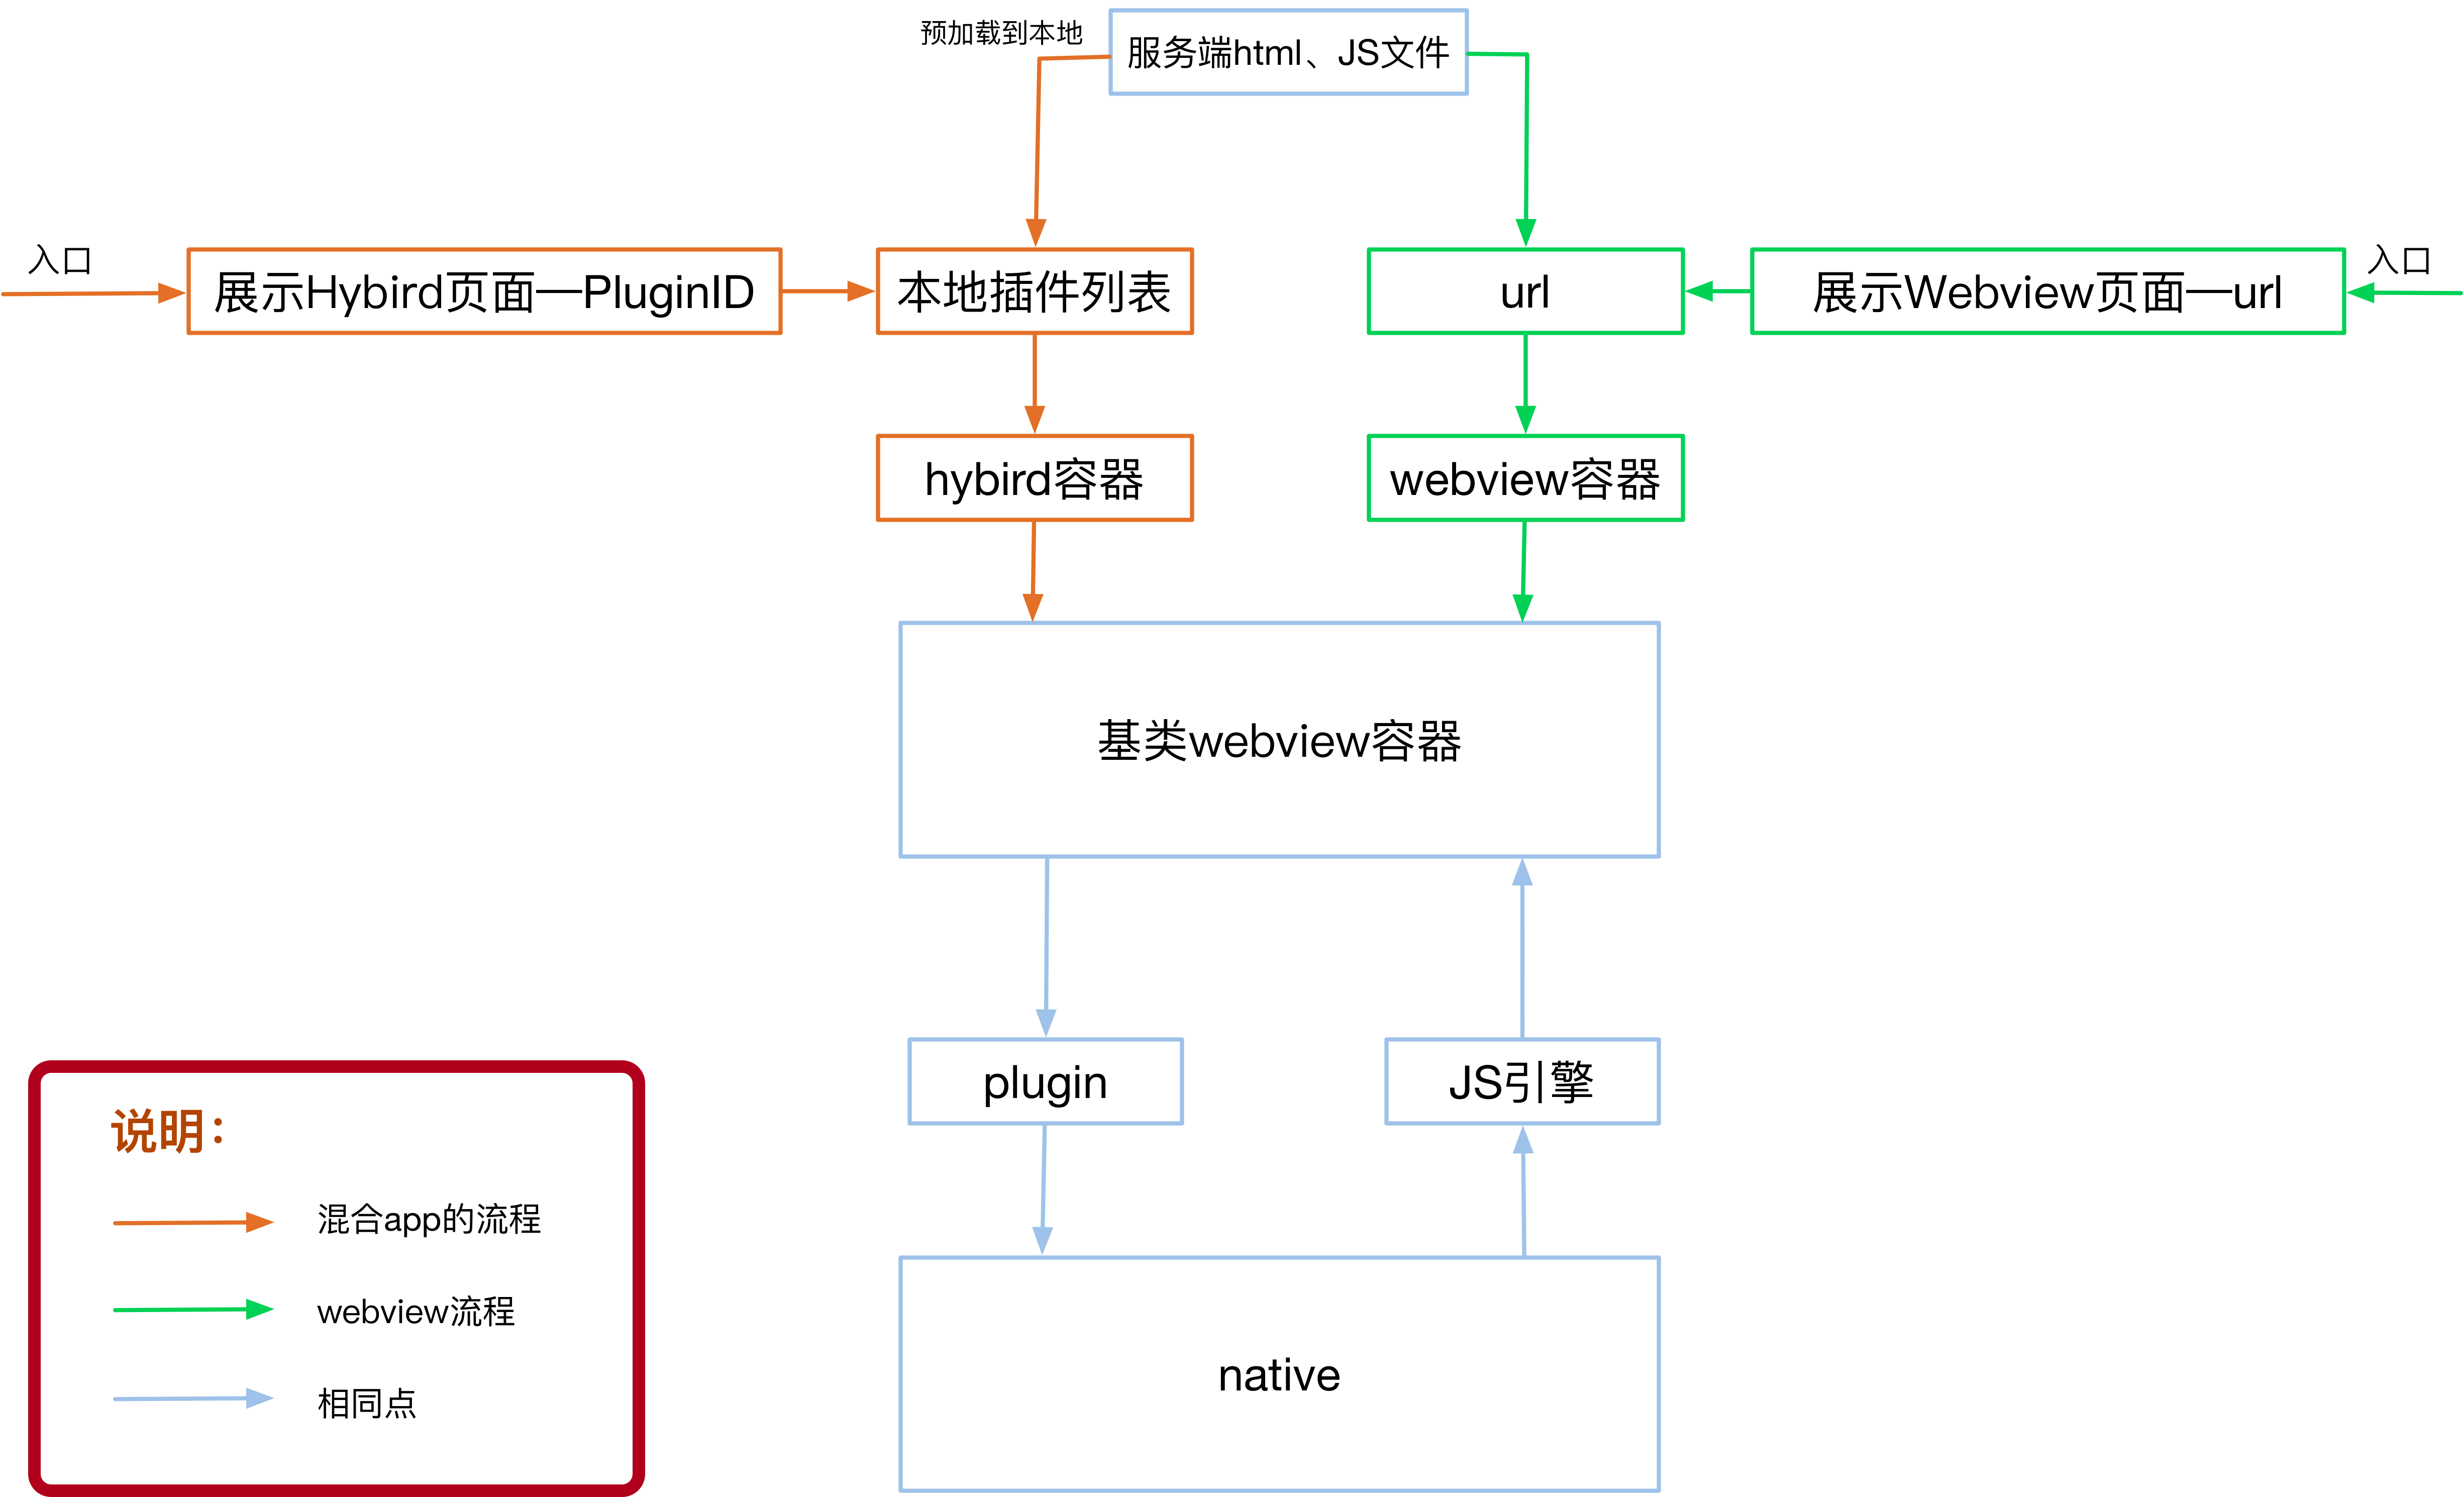 预加载到本地
服务端html、JS文件
入口
展示Hybird页面—PluginID
本地插件列表
url
展示Webview页面—url
入口
hybird容器
webview容器
基类webview容器
plugin
JS引擎
native
说明：
混合app的流程
webview流程
相同点